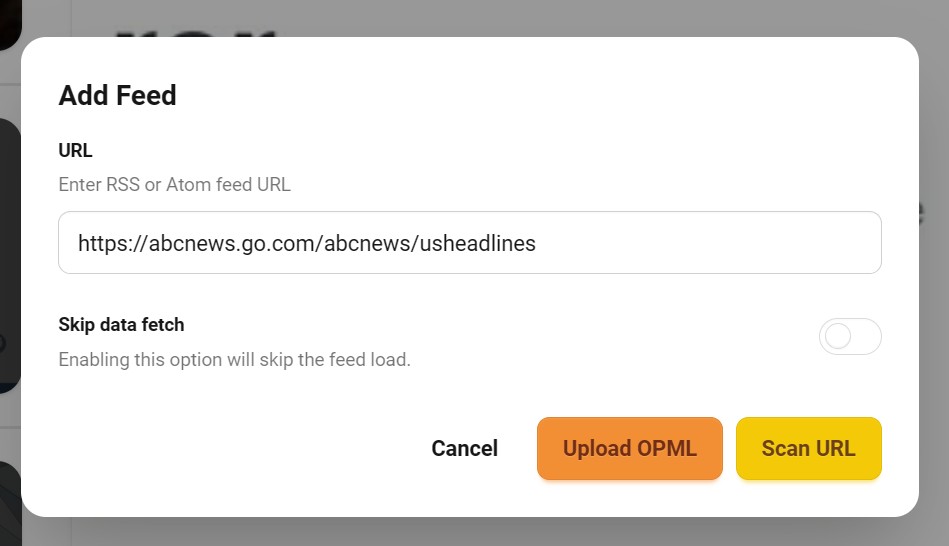 Add Feed
URL
Enter RSS or Atom feed URL
https://abcnews.go.com/abcnews/usheadlines
Skip data fetch
Enabling this option will skip the feed load.
Cancel
Upload OPML
Scan URL